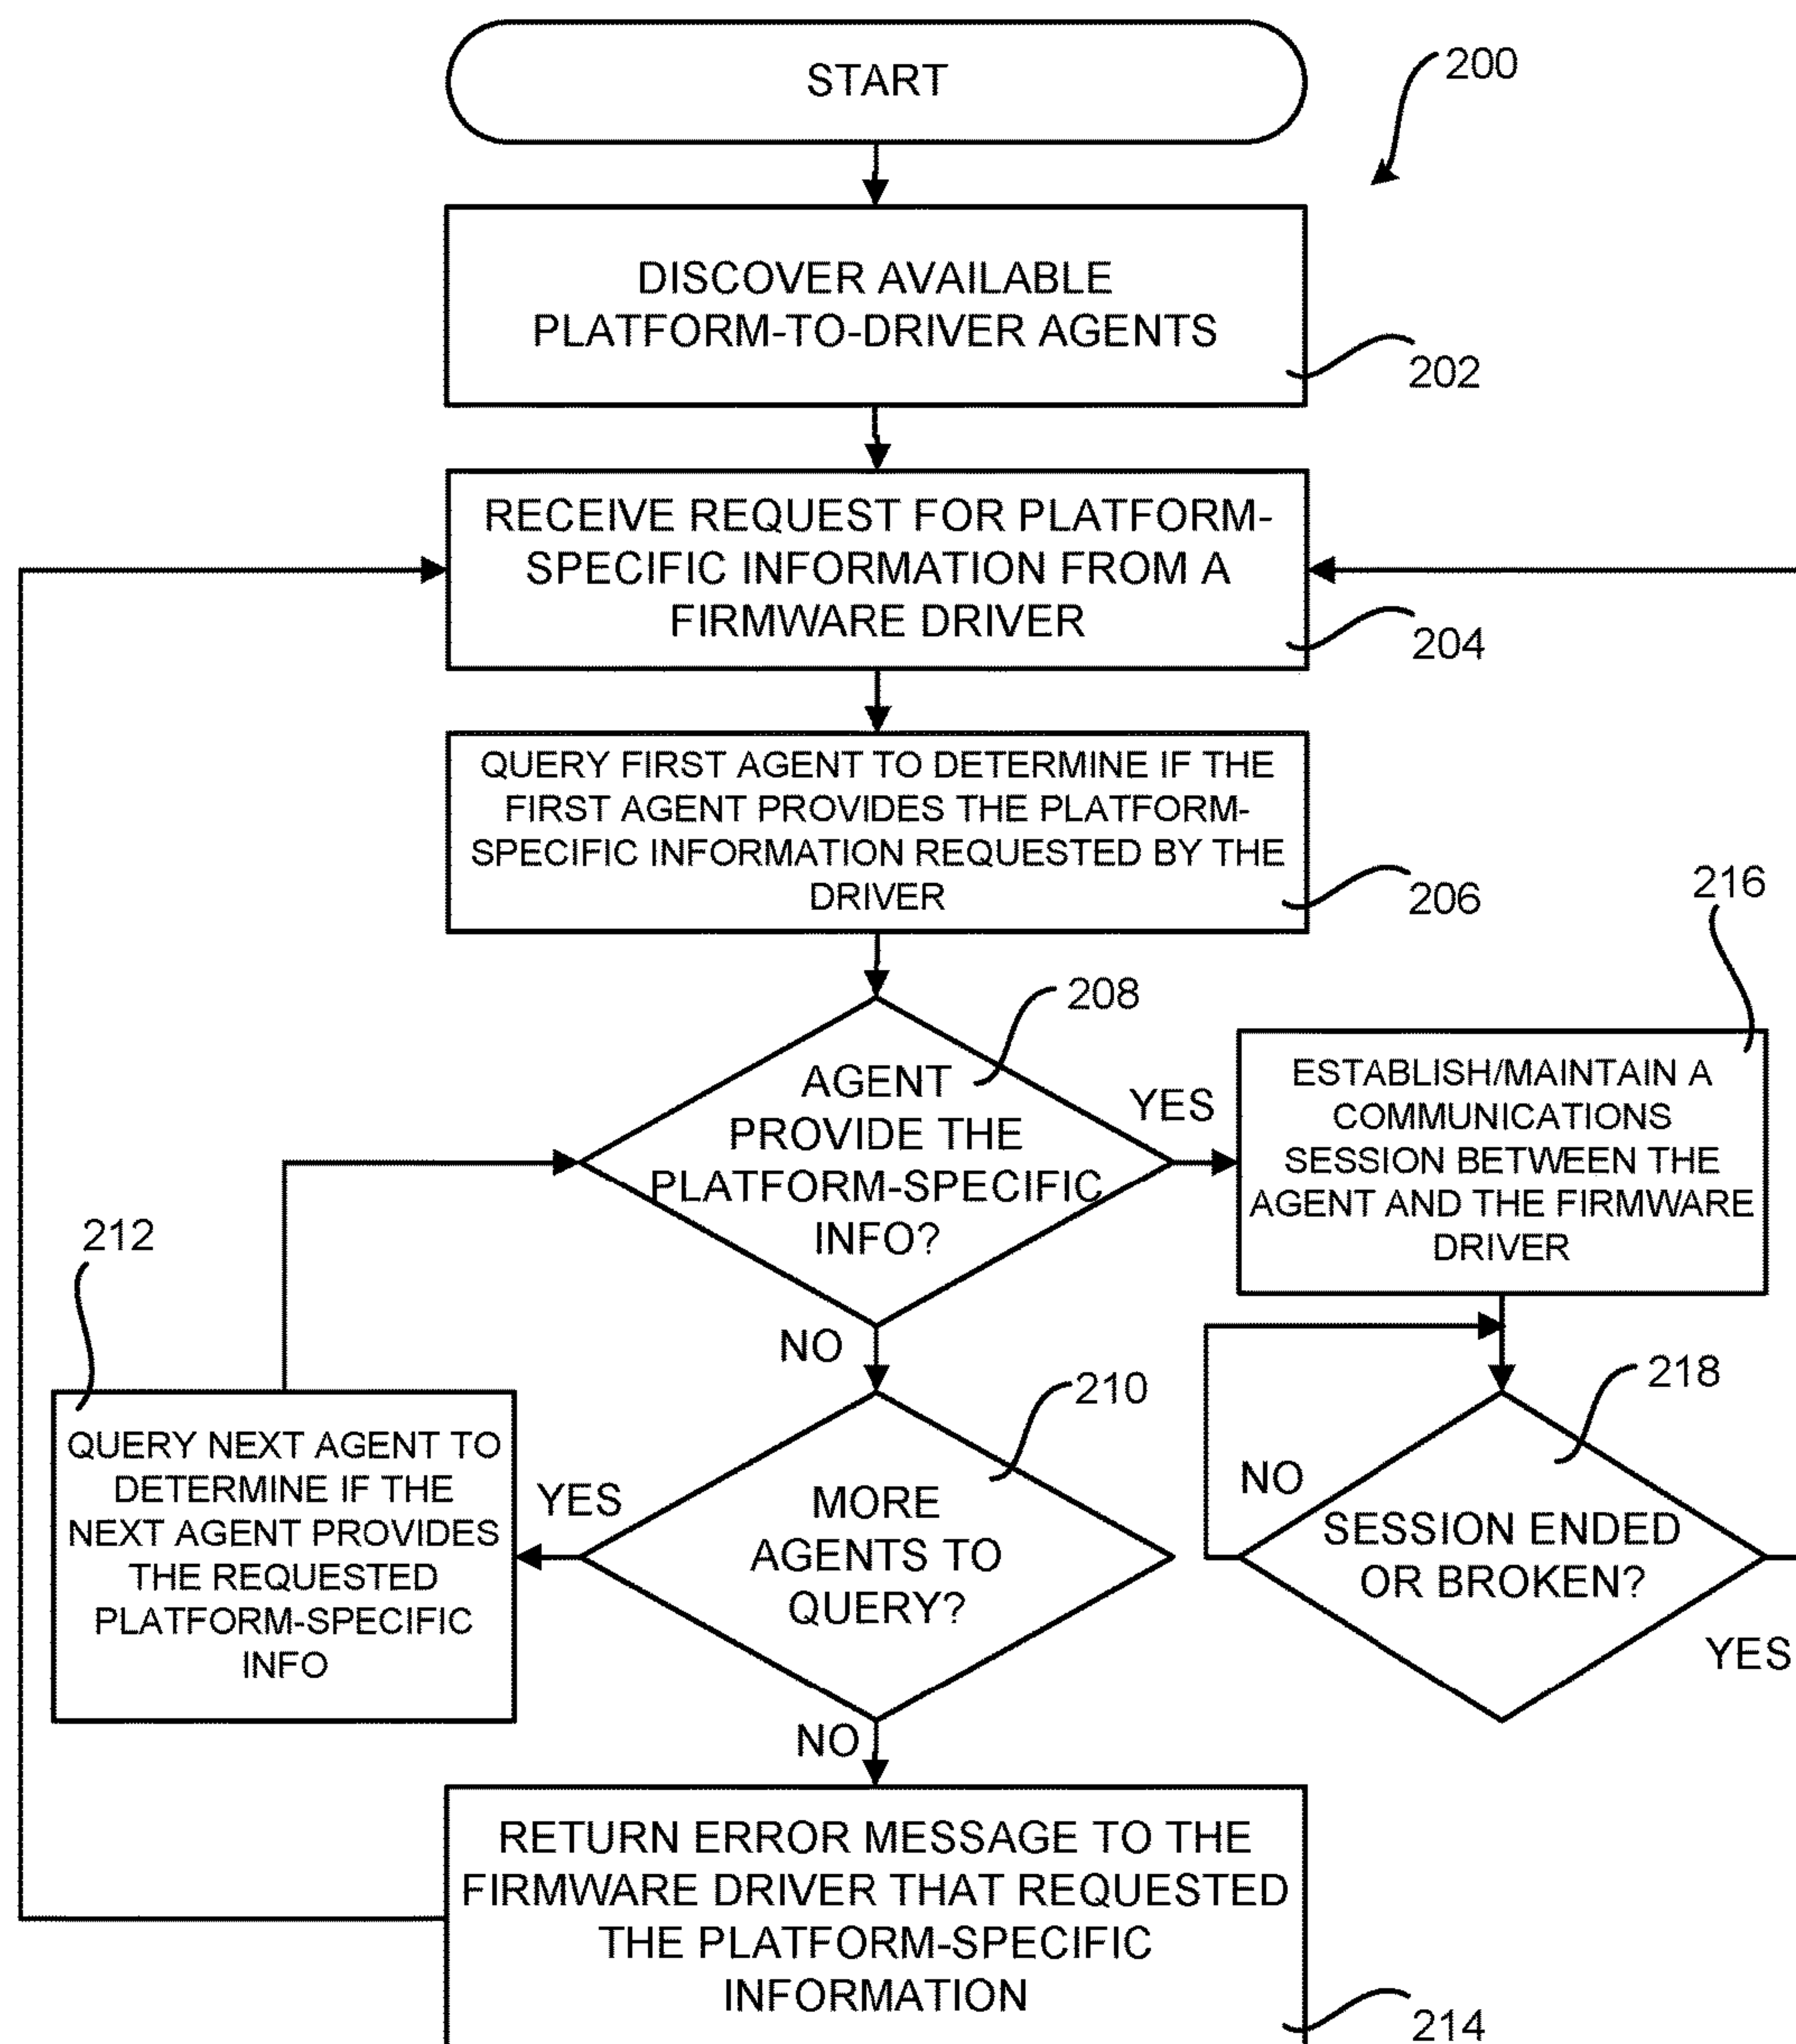 START
200
DISCOVER AVAILABLE
PLATFORM-TO-DRIVER AGENTS
202
RECEIVE REQUEST FOR PLATFORM-
SPECIFIC INFORMATION FROM A
FIRMWARE DRIVER
204
QUERY FIRST AGENT TO DETERMINE IF THE
FIRST AGENT PROVIDES THE PLATFORM-
SPECIFIC INFORMATION REQUESTED BY THE
DRIVER
206
208
AGENT
PROVIDE THE
PLATFORM-SPECIFIC
INFO?
YES
NO
216
ESTABLISH/MAINTAIN A
COMMUNICATIONS
SESSION BETWEEN THE
AGENT AND THE FIRMWARE
DRIVER
212
QUERY NEXT AGENT TO
DETERMINE IF THE
NEXT AGENT PROVIDES
THE REQUESTED
PLATFORM-SPECIFIC
INFO
YES
210
MORE
AGENTS TO
QUERY?
NO
218
NO
SESSION ENDED
OR BROKEN?
YES
RETURN ERROR MESSAGE TO THE
FIRMWARE DRIVER THAT REQUESTED
THE PLATFORM-SPECIFIC
INFORMATION
214